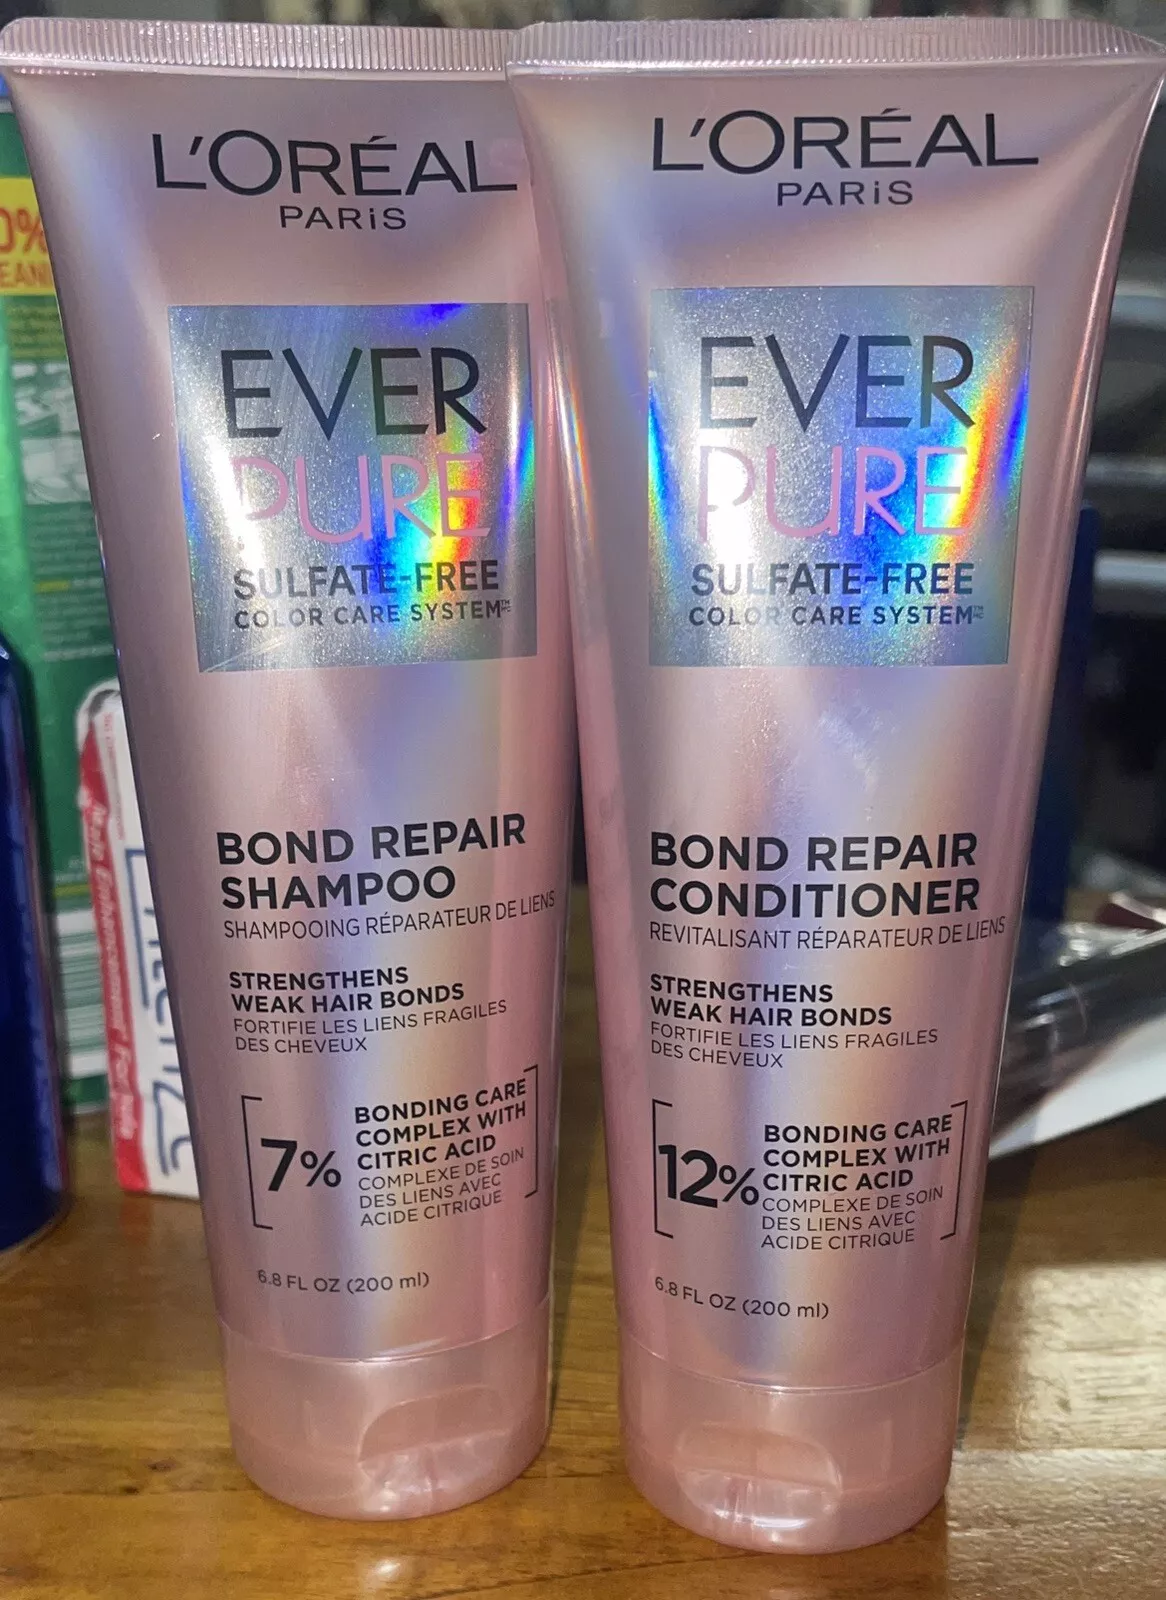 L'ORÉAL
PARiS
EVER
PURE
SULFATE-FREE
COLOR CARE SYSTEM
BOND REPAIR
SHAMPOO
SHAMPOOING RÉPARATEUR DE LIENS
STRENGTHENS
WEAK HAIR BONDS
FORTIFIE LES LIENS FRAGILES
DES CHEVEUX
7%
BONDING CARE
COMPLEX WITH
CITRIC ACID
COMPLEXE DE SOIN
DES LIENS AVEC
ACIDE CITRIQUE
6.8 FL OZ (200 ml)
L'ORÉAL
PARiS
EVER
PURE
SULFATE-FREE
COLOR CARE SYSTEM
BOND REPAIR
CONDITIONER
REVITALISANT RÉPARATEUR DE LIENS
STRENGTHENS
WEAK HAIR BONDS
FORTIFIE LES LIENS FRAGILES
DES CHEVEUX
12%
BONDING CARE
COMPLEX WITH
CITRIC ACID
COMPLEXE DE SOIN
DES LIENS AVEC
ACIDE CITRIQUE
6.8 FL OZ (200 ml)
0%
Male Enhancement